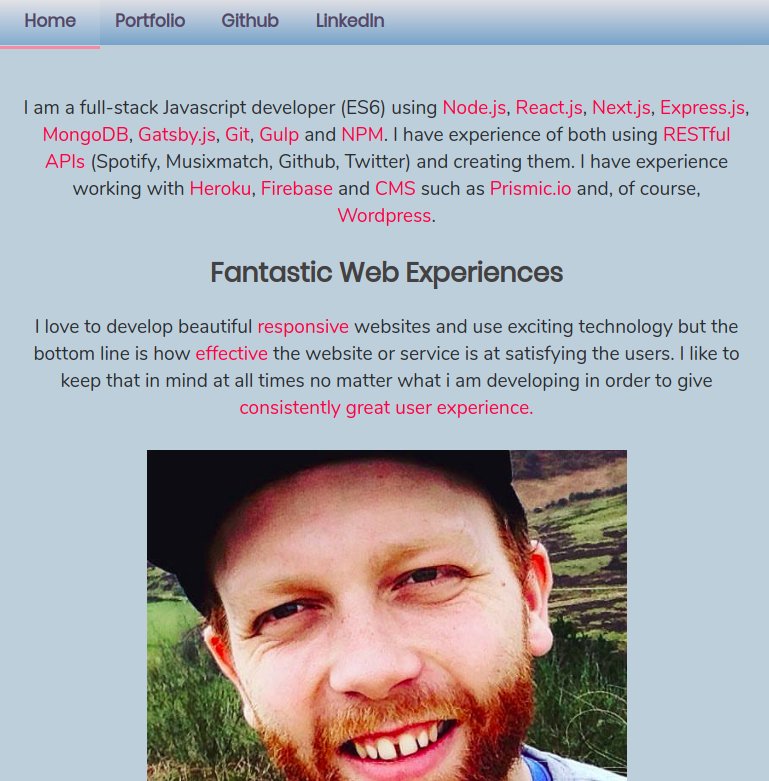 Home Portfolio Github LinkedIn
I am a full-stack Javascript developer (ES6) using Node.js, React.js, Next.js, Express.js,
MongoDB, Gatsby.js, Git, Gulp and NPM. I have experience of both using RESTful
APIs (Spotify, Musixmatch, Github, Twitter) and creating them. I have experience
working with Heroku, Firebase and CMS such as Prismic.io and, of course,
Wordpress.
Fantastic Web Experiences
I love to develop beautiful responsive websites and use exciting technology but the
bottom line is how effective the website or service is at satisfying the users. I like to
keep that in mind at all times no matter what i am developing in order to give
consistently great user experience.